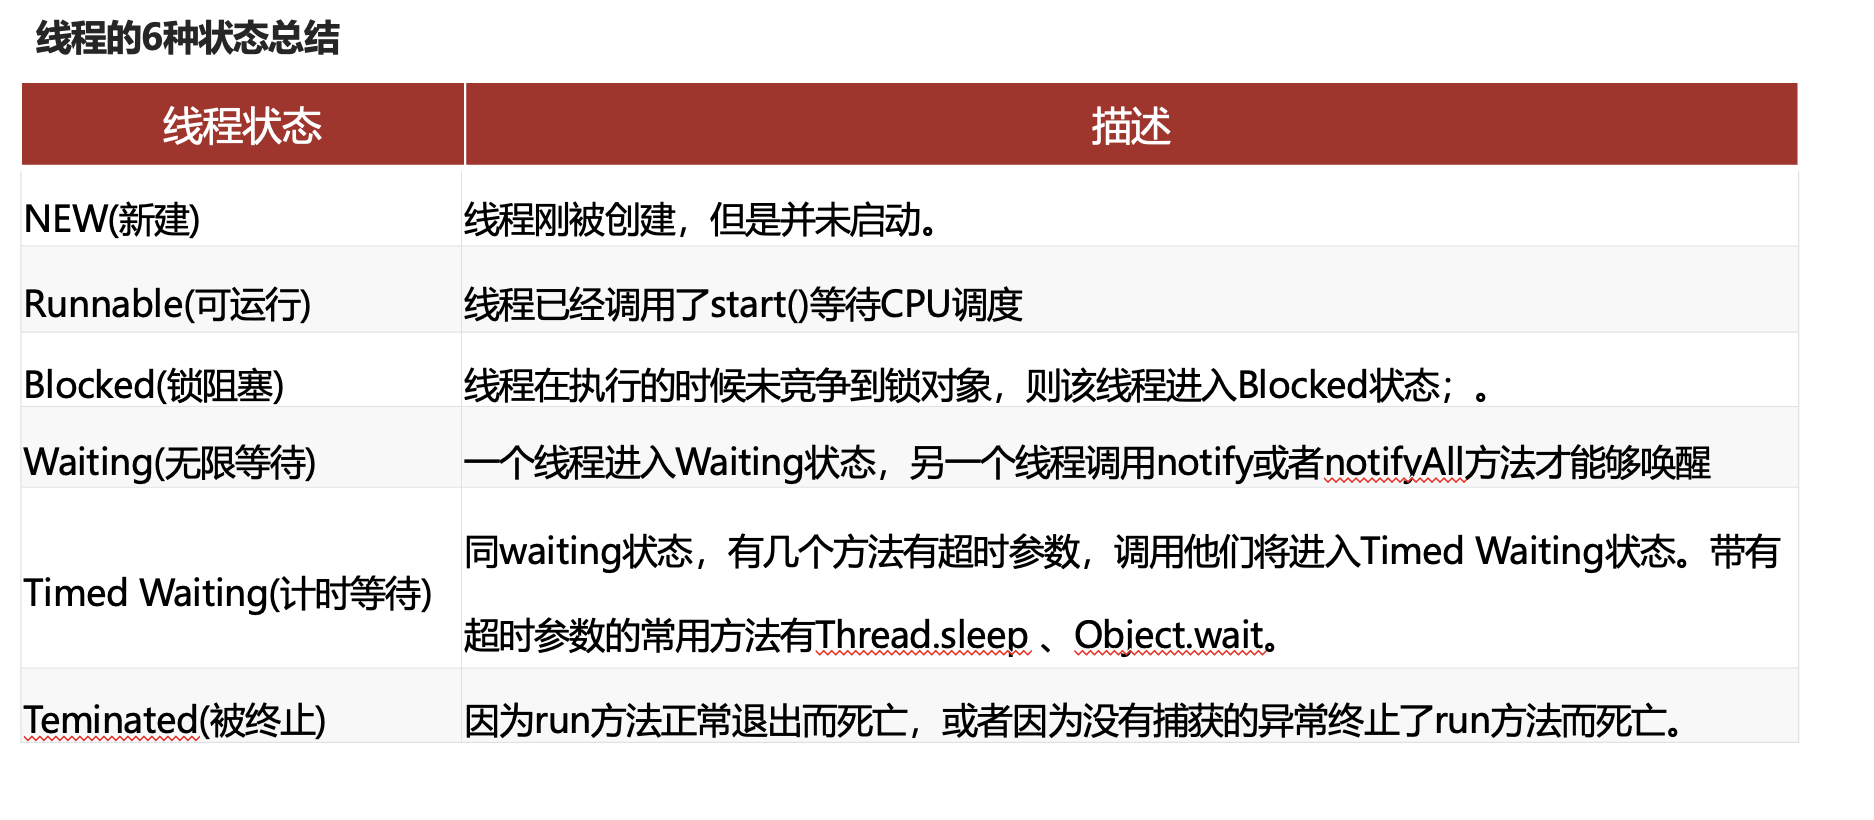 线程的6种状态总结
线程状态 描述
NEW(新建) 线程刚被创建，但是并未启动。
Runnable(可运行) 线程已经调用了start()等待CPU调度
Blocked(锁阻塞) 线程在执行的时候未竞争到锁对象，则该线程进入Blocked状态；。
Waiting(无限等待) 一个线程进入Waiting状态，另一个线程调用notify或者notifyAll方法才能够唤醒
Timed Waiting(计时等待) 同waiting状态，有几个方法有超时参数，调用他们将进入Timed Waiting状态。带有
超时参数的常用方法有Thread.sleep 、Object.wait。
Teminated(被终止) 因为run方法正常退出而死亡，或者因为没有捕获的异常终止了run方法而死亡。